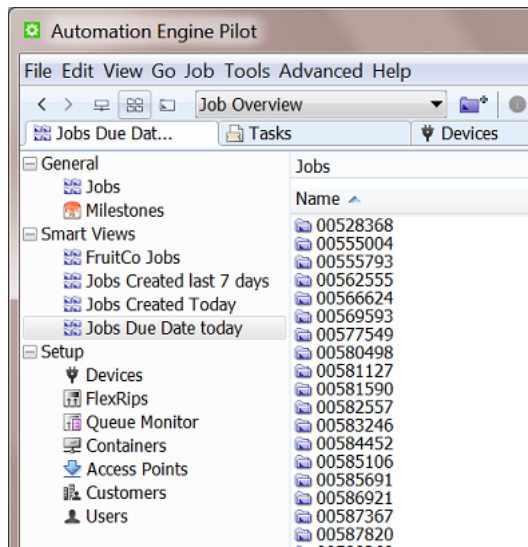 Automation Engine Pilot
File Edit View Go Job Tools Advanced Help
Job Overview
Jobs Due Dat...
Tasks
Devices
General
Jobs
Milestones
Smart Views
FruitCo Jobs
Jobs Created last 7 days
Jobs Created Today
Jobs Due Date today
Setup
Devices
FlexRips
Queue Monitor
Containers
Access Points
Customers
Users
Jobs
Name
00528368
00555004
00555793
00562555
00566624
00569593
00577549
00580498
00581127
00581590
00582557
00583246
00584452
00585106
00585691
00586921
00587367
00587820